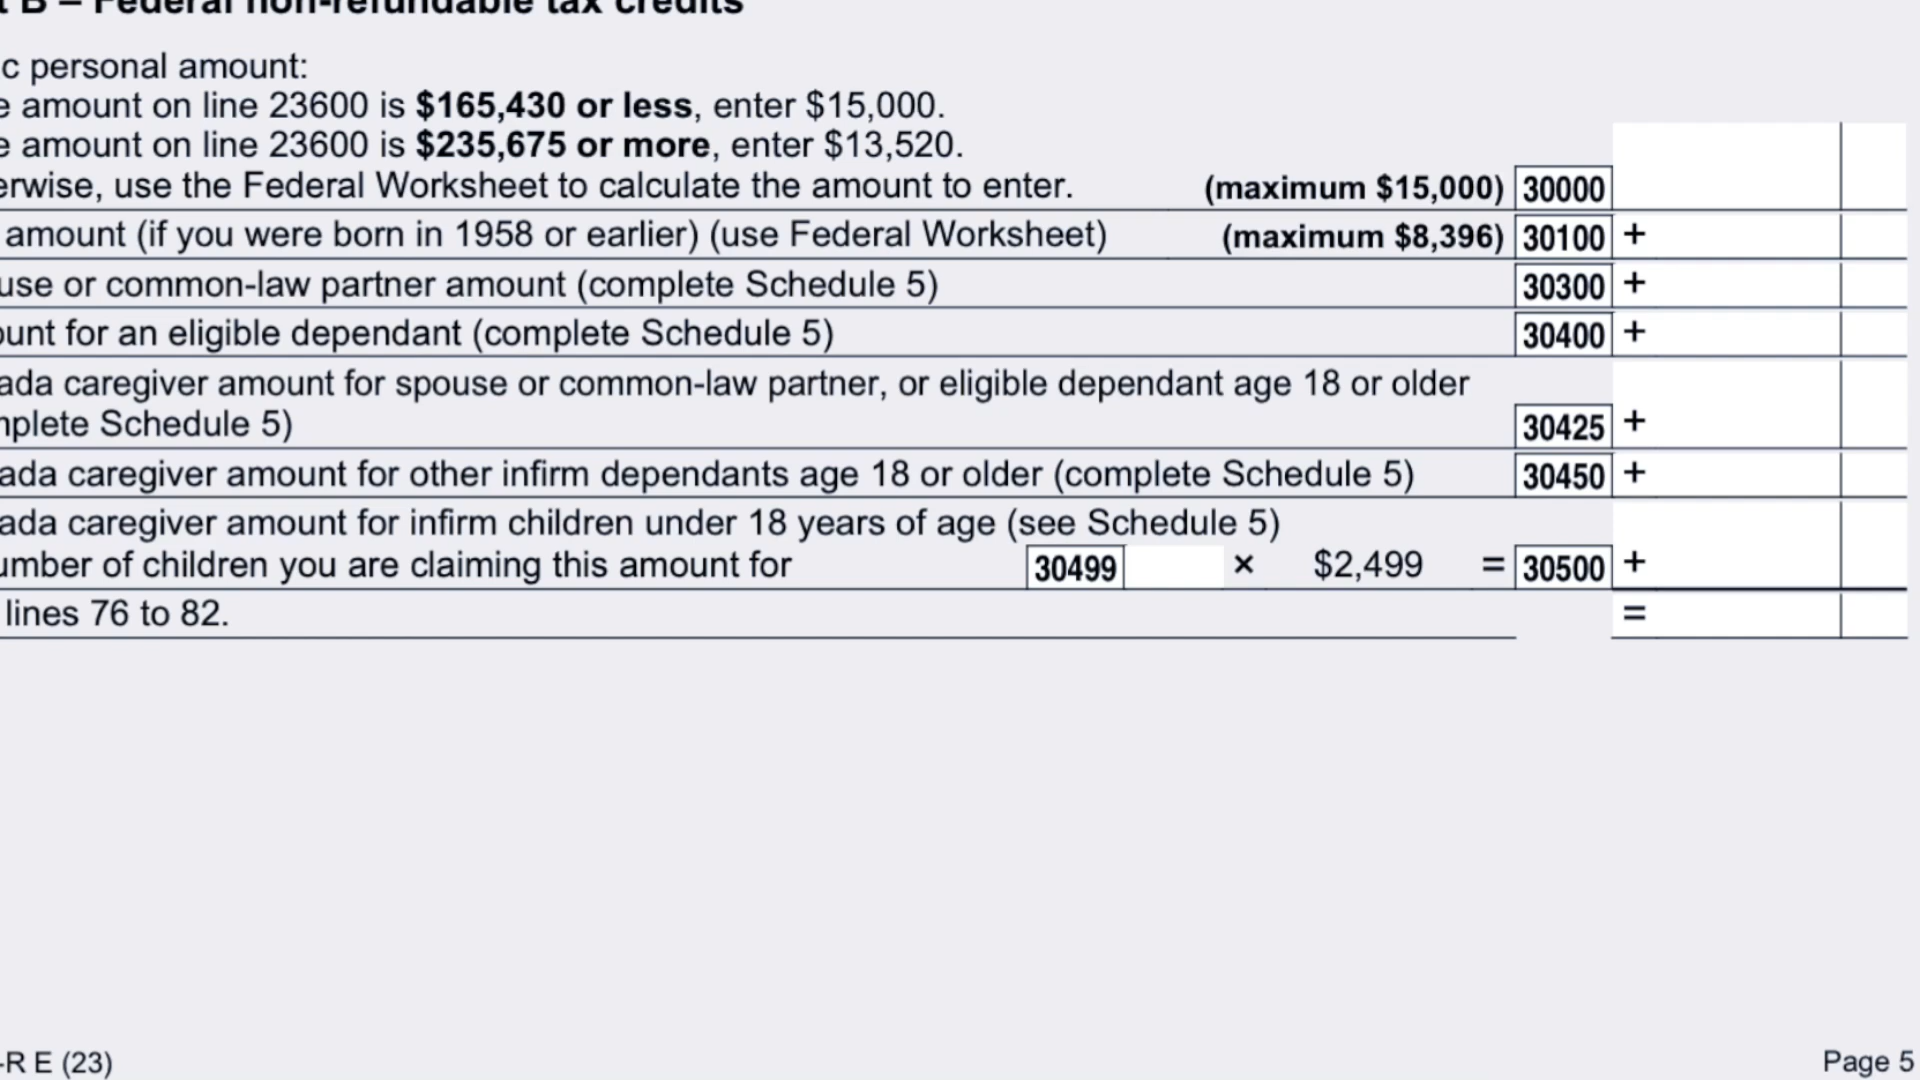 t B – Federal non-refundable tax credits
c personal amount:
e amount on line 23600 is $165,430 or less, enter $15,000.
e amount on line 23600 is $235,675 or more, enter $13,520.
erwise, use the Federal Worksheet to calculate the amount to enter. (maximum $15,000) 30000
amount (if you were born in 1958 or earlier) (use Federal Worksheet) (maximum $8,396) 30100 +
use or common-law partner amount (complete Schedule 5) 30300 +
ount for an eligible dependant (complete Schedule 5) 30400 +
ada caregiver amount for spouse or common-law partner, or eligible dependant age 18 or older
mplete Schedule 5) 30425 +
ada caregiver amount for other infirm dependants age 18 or older (complete Schedule 5) 30450 +
ada caregiver amount for infirm children under 18 years of age (see Schedule 5)
umber of children you are claiming this amount for 30499 × $2,499 = 30500 +
lines 76 to 82. =
-R E (23) Page 5